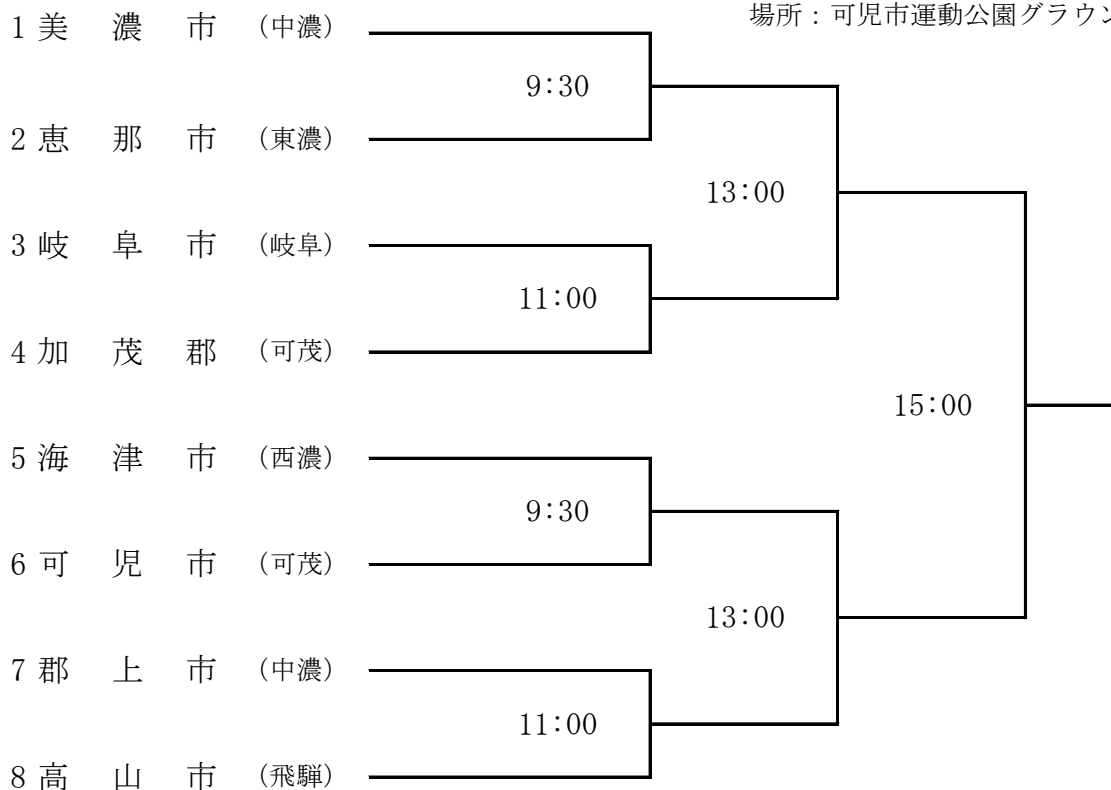 場所：可児市運動公園グラウン
1 美 濃 市 （中濃）
9:30
2 恵 那 市 （東濃）
13:00
3 岐 阜 市 （岐阜）
11:00
4 加 茂 郡 （可茂）
15:00
5 海 津 市 （西濃）
9:30
6 可 児 市 （可茂）
13:00
7 郡 上 市 （中濃）
11:00
8 高 山 市 （飛騨）